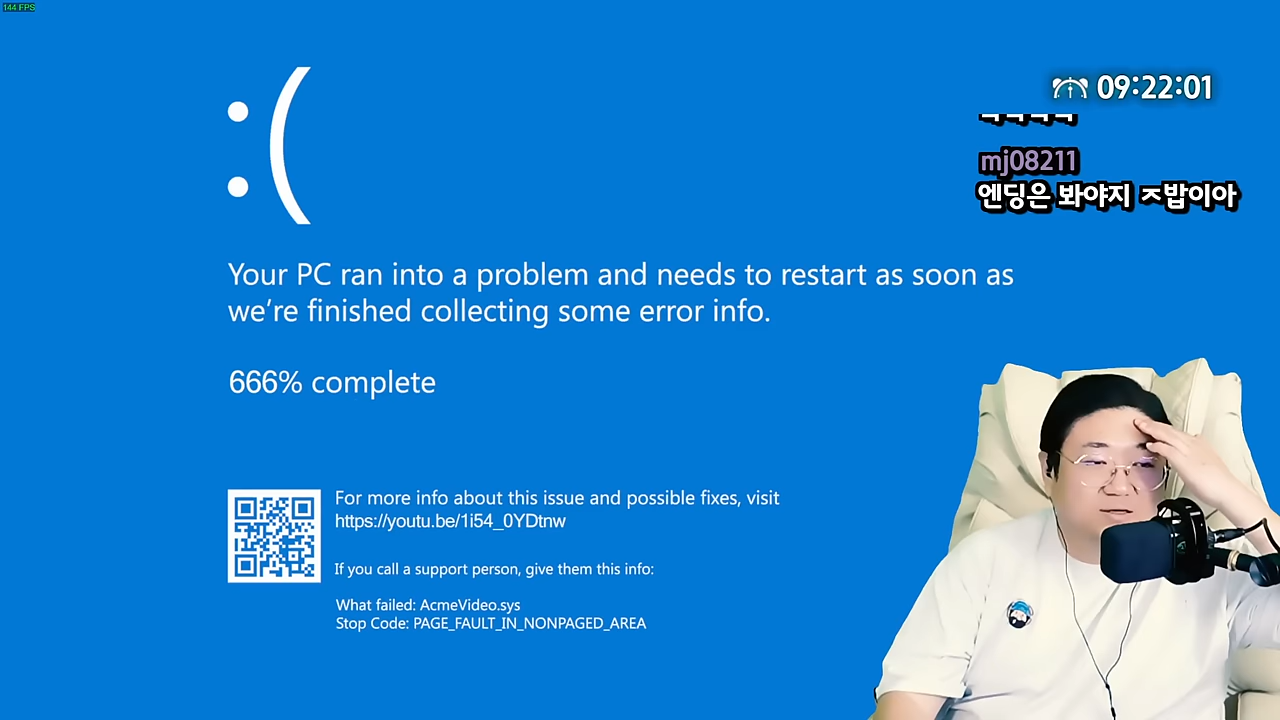 144 FPS
09:22:01
mj08211
엔딩은 봐야지 ㅈ밥이아
:(
Your PC ran into a problem and needs to restart as soon as
we're finished collecting some error info.
666% complete
For more info about this issue and possible fixes, visit
https://youtu.be/1i54_0YDtnw
If you call a support person, give them this info:
What failed: AcmeVideo.sys
Stop Code: PAGE_FAULT_IN_NONPAGED_AREA